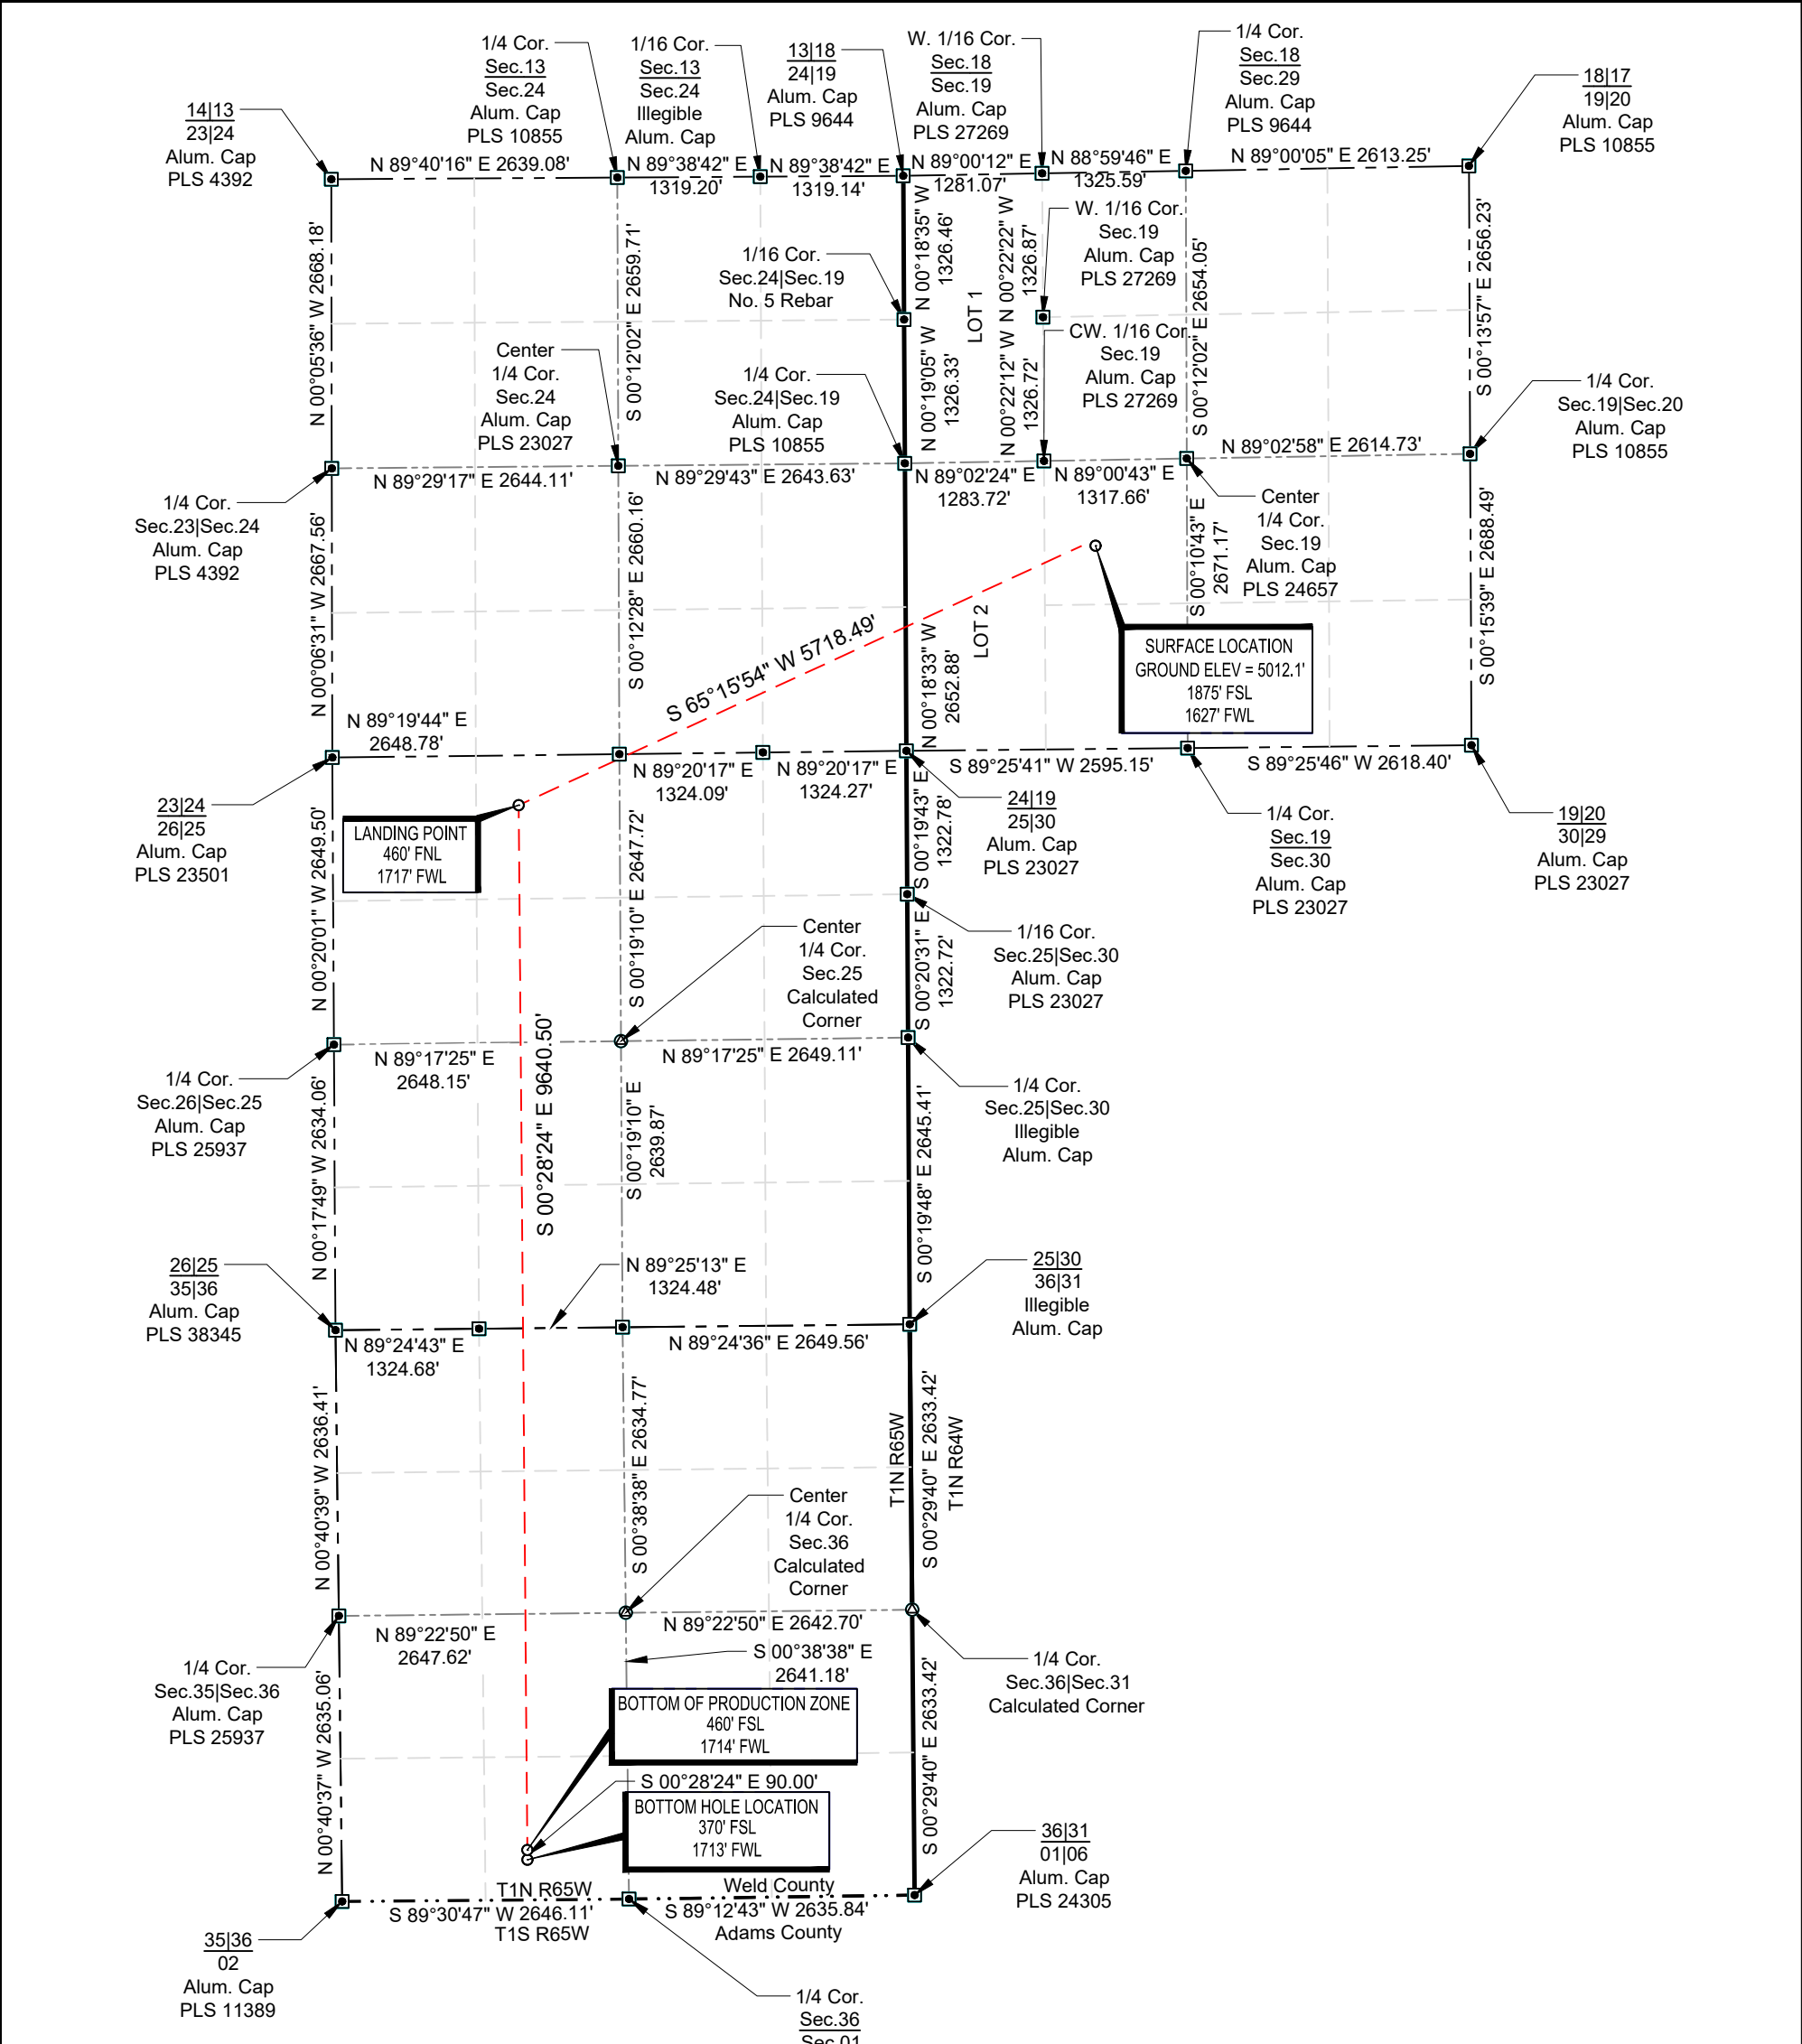 1/4 Cor.
Sec.13
Sec.24
Alum. Cap
PLS 10855
1/16 Cor.
Sec.13
Sec.24
Illegible
Alum. Cap
13|18
24|19
Alum. Cap
PLS 9644
W. 1/16 Cor.
Sec.18
Sec.19
Alum. Cap
PLS 27269
1/4 Cor.
Sec.18
Sec.29
Alum. Cap
PLS 9644
18|17
19|20
Alum. Cap
PLS 10855
14|13
23|24
Alum. Cap
PLS 4392
N 89°40'16" E 2639.08'
N 89°38'42" E
1319.20'
N 89°38'42" E
1319.14'
N 89°00'12" E
1281.07'
N 88°59'46" E
1325.59'
N 89°00'05" E 2613.25'
N 00°05'36" W 2668.18'
S 00°12'02" E 2659.71'
1/16 Cor.
Sec.24|Sec.19
No. 5 Rebar
N 00°18'35" W
1326.46'
LOT 1
N 00°22'22" W
1326.87'
W. 1/16 Cor.
Sec.19
Alum. Cap
PLS 27269
S 00°12'02" E 2654.05'
S 00°13'57" E 2656.23'
Center
1/4 Cor.
Sec.24
Alum. Cap
PLS 23027
1/4 Cor.
Sec.24|Sec.19
Alum. Cap
PLS 10855
N 00°19'05" W
1326.33'
N 00°22'12" W
1326.72'
CW. 1/16 Cor.
Sec.19
Alum. Cap
PLS 27269
1/4 Cor.
Sec.19|Sec.20
Alum. Cap
PLS 10855
N 89°29'17" E 2644.11'
N 89°29'43" E 2643.63'
N 89°02'24" E
1283.72'
N 89°00'43" E
1317.66'
N 89°02'58" E 2614.73'
1/4 Cor.
Sec.23|Sec.24
Alum. Cap
PLS 4392
Center
1/4 Cor.
Sec.19
Alum. Cap
PLS 24657
N 00°06'31" W 2667.56'
S 00°12'28" E 2660.16'
S 65°15'54" W 5718.49'
N 00°18'33" W
2652.88'
LOT 2
S 00°10'43" E
2671.17'
S 00°15'39" E 2688.49'
SURFACE LOCATION
GROUND ELEV = 5012.1'
1875' FSL
1627' FWL
N 89°19'44" E
2648.78'
N 89°20'17" E
1324.09'
N 89°20'17" E
1324.27'
S 89°25'41" W 2595.15'
S 89°25'46" W 2618.40'
23|24
26|25
Alum. Cap
PLS 23501
LANDING POINT
460' FNL
1717' FWL
24|19
25|30
Alum. Cap
PLS 23027
1/4 Cor.
Sec.19
Sec.30
Alum. Cap
PLS 23027
19|20
30|29
Alum. Cap
PLS 23027
N 00°20'01" W 2649.50'
S 00°19'10" E 2647.72'
S 00°19'43" E
1322.78'
Center
1/4 Cor.
Sec.25
Calculated
Corner
S 00°20'31" E
1322.72'
1/16 Cor.
Sec.25|Sec.30
Alum. Cap
PLS 23027
N 89°17'25" E
2648.15'
N 89°17'25" E 2649.11'
1/4 Cor.
Sec.26|Sec.25
Alum. Cap
PLS 25937
S 00°28'24" E 9640.50'
1/4 Cor.
Sec.25|Sec.30
Illegible
Alum. Cap
N 00°17'49" W 2634.06'
S 00°19'10" E
2639.87'
S 00°19'48" E 2645.41'
26|25
35|36
Alum. Cap
PLS 38345
N 89°25'13" E
1324.48'
25|30
36|31
Illegible
Alum. Cap
N 89°24'43" E
1324.68'
N 89°24'36" E 2649.56'
N 00°40'39" W 2636.41'
S 00°38'38" E 2634.77'
T1N R65W
S 00°29'40" E 2633.42'
T1N R64W
Center
1/4 Cor.
Sec.36
Calculated
Corner
N 89°22'50" E
2647.62'
N 89°22'50" E 2642.70'
1/4 Cor.
Sec.35|Sec.36
Alum. Cap
PLS 25937
S 00°38'38" E
2641.18'
1/4 Cor.
Sec.36|Sec.31
Calculated Corner
N 00°40'37" W 2635.06'
BOTTOM OF PRODUCTION ZONE
460' FSL
1714' FWL
S 00°28'24" E 90.00'
BOTTOM HOLE LOCATION
370' FSL
1713' FWL
S 00°29'40" E 2633.42'
36|31
01|06
Alum. Cap
PLS 24305
T1N R65W
Weld County
S 89°30'47" W 2646.11'
S 89°12'43" W 2635.84'
T1S R65W
Adams County
35|36
02
Alum. Cap
PLS 11389
1/4 Cor.
Sec.36
Sec.01